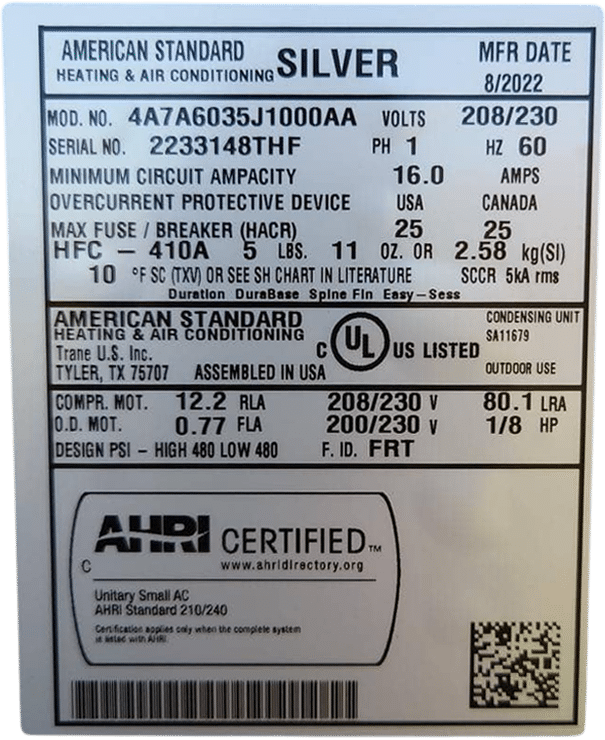 AMERICAN STANDARD
HEATING & AIR CONDITIONING SILVER
MFR DATE
8/2022
MOD. NO. 4A7A6035J1000AA VOLTS 208/230
SERIAL NO. 2233148THF PH 1 HZ 60
MINIMUM CIRCUIT AMPACITY 16.0 AMPS
OVERCURRENT PROTECTIVE DEVICE USA CANADA
MAX FUSE / BREAKER (HACR) 25 25
HFC – 410A 5 LBS. 11 OZ. OR 2.58 kg(SI)
10 °F SC (TXV) OR SEE SH CHART IN LITERATURE SCCR 5kA rms
Duration DuraBase Spine Fin Easy–Sess
AMERICAN STANDARD
HEATING & AIR CONDITIONING
Trane U.S. Inc.
TYLER, TX 75707 ASSEMBLED IN USA
C UL US LISTED
CONDENSING UNIT
SA11679
OUTDOOR USE
COMPR. MOT. 12.2 RLA 208/230 V 80.1 LRA
O.D. MOT. 0.77 FLA 200/230 V 1/8 HP
DESIGN PSI – HIGH 480 LOW 480 F. ID. FRT
AHRI CERTIFIED™
C www.ahridirectory.org
Unitary Small AC
AHRI Standard 210/240
Certification applies only when the complete system
is listed with AHRI.